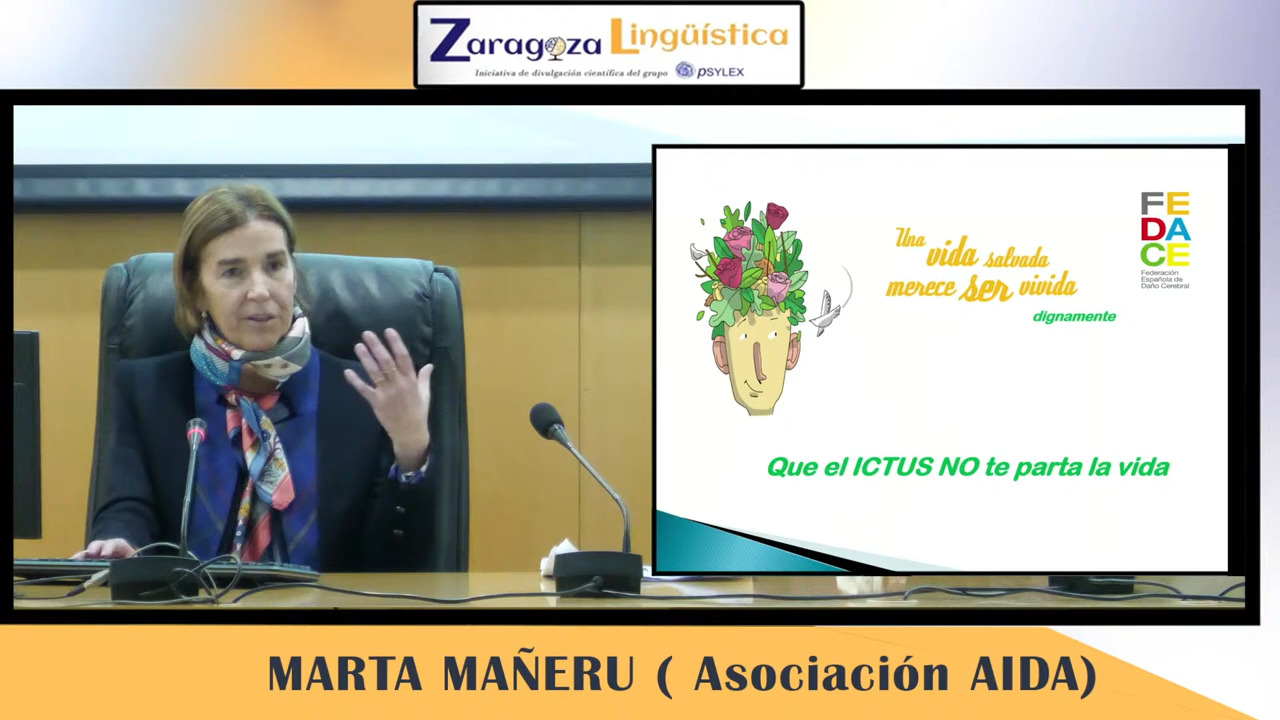 Zaragoza Lingüística
Iniciativa de divulgación científica del grupo PSYLEX
Una
vida salvada
merece ser vivida
dignamente
FE
DA
CE
Federación
Española de
Daño Cerebral
Que el ICTUS NO te parta la vida
MARTA MAÑERU ( Asociación AIDA)